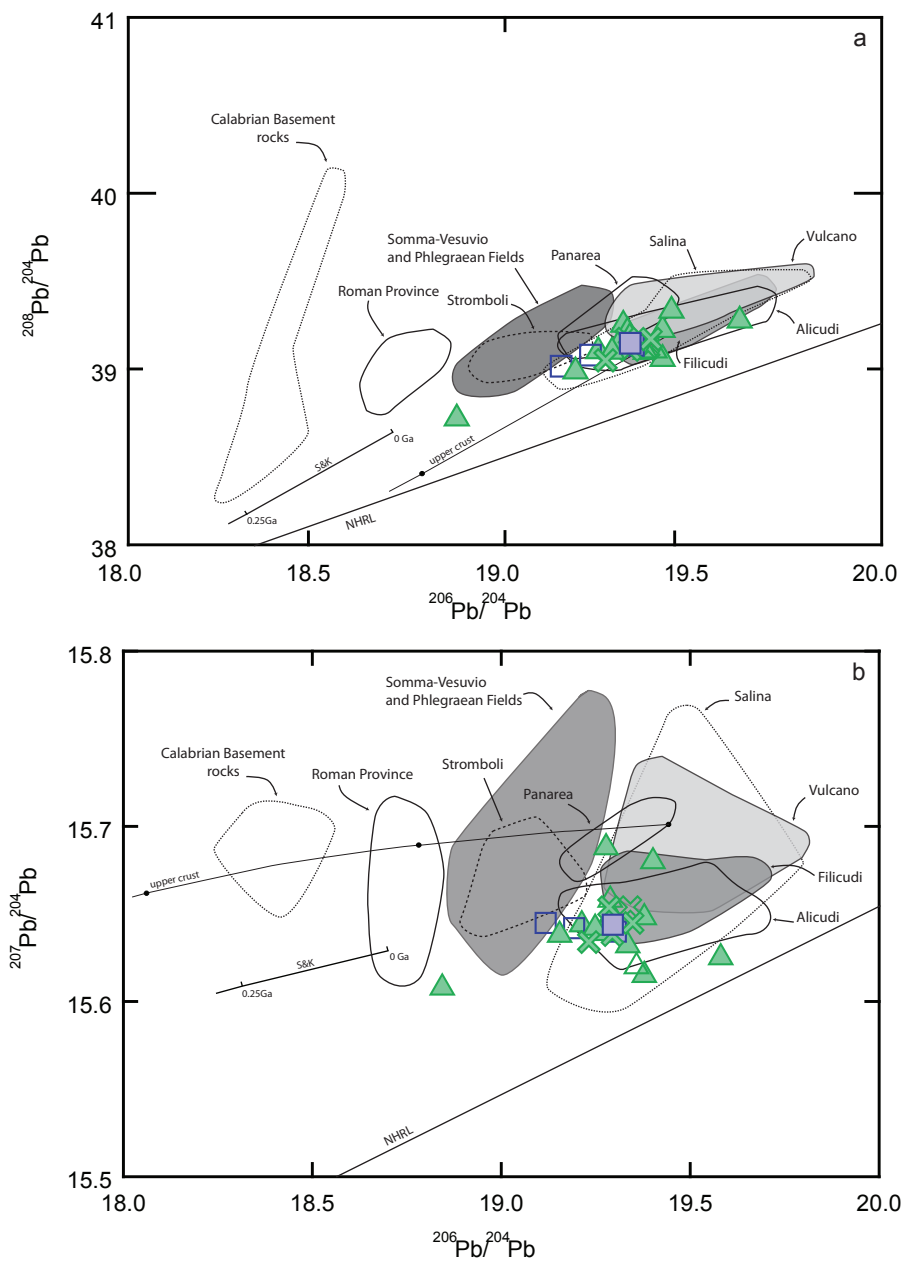 41
a
208Pb/204Pb
Calabrian Basement
rocks
40
Somma-Vesuvio
and Phlegraean Fields
Panarea
Salina
Vulcano
Roman Province
Stromboli
Alicudi
39
Filicudi
upper crust
0 Ga
S&K
0.25Ga
NHRL
38
18.0
18.5
19.0
19.5
20.0
206Pb/204Pb
15.8
b
Somma-Vesuvio
and Phlegraean Fields
Salina
Calabrian Basement
rocks
Roman Province
Stromboli
Panarea
Vulcano
15.7
207Pb/204Pb
upper crust
Filicudi
Alicudi
S&K
0 Ga
0.25Ga
15.6
NHRL
15.5
18.0
18.5
19.0
19.5
20.0
206Pb/204Pb